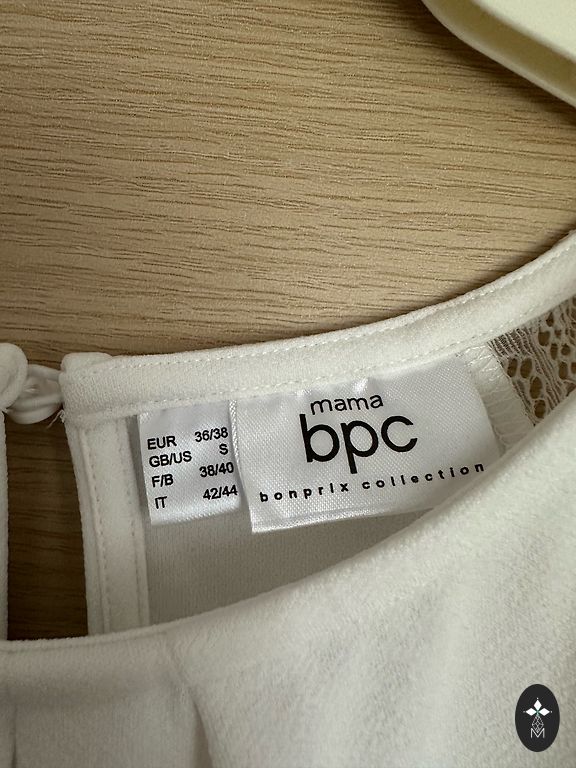 EUR 36/38
GB/US S
F/B 38/40
IT 42/44
mama
bpc
bonprix collection
M